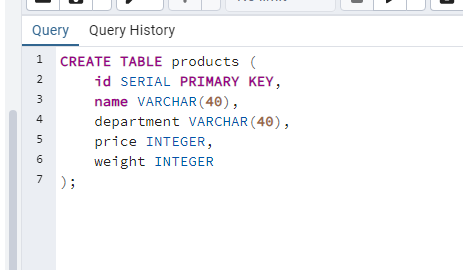 Query Query History
1 CREATE TABLE products (
2     id SERIAL PRIMARY KEY,
3     name VARCHAR(40),
4     department VARCHAR(40),
5     price INTEGER,
6     weight INTEGER
7 );